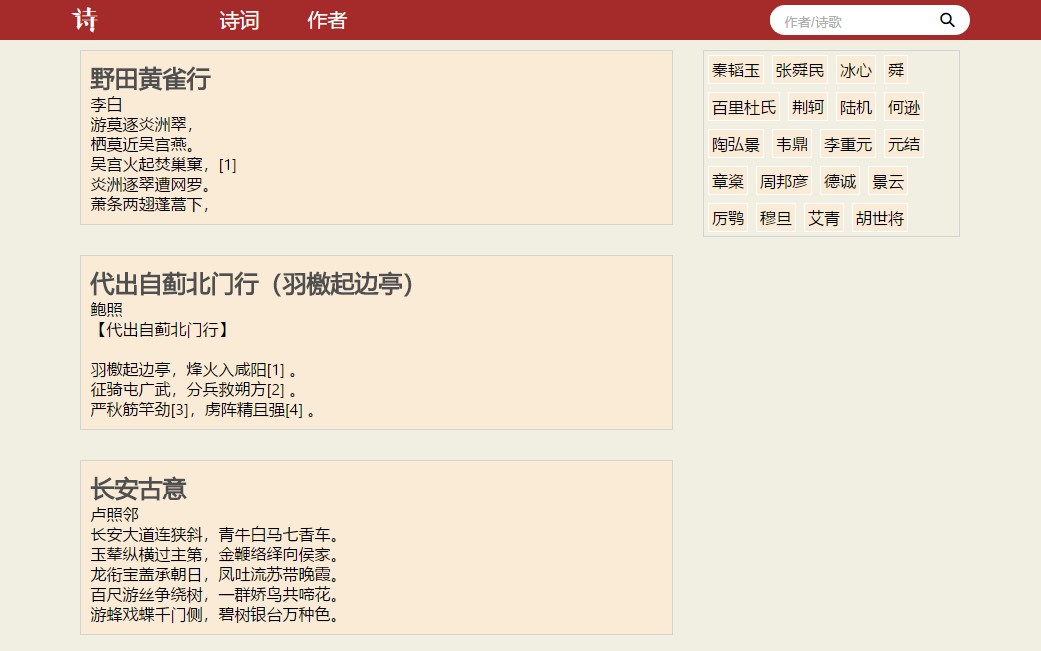 诗 诗词 作者 作者/诗歌
野田黄雀行
李白
游莫逐炎洲翠，
栖莫近吴宫燕。
吴宫火起焚巢窠，[1]
炎洲逐翠遭网罗。
萧条两翅蓬蒿下，
代出自蓟北门行（羽檄起边亭）
鲍照
【代出自蓟北门行】
羽檄起边亭，烽火入咸阳[1] 。
征骑屯广武，分兵救朔方[2] 。
严秋筋竿劲[3]，虏阵精且强[4] 。
长安古意
卢照邻
长安大道连狭斜，青牛白马七香车。
玉辇纵横过主第，金鞭络绎向侯家。
龙衔宝盖承朝日，凤吐流苏带晚霞。
百尺游丝争绕树，一群娇鸟共啼花。
游蜂戏蝶千门侧，碧树银台万种色。
秦韬玉 张舜民 冰心 舜
百里杜氏 荆轲 陆机 何逊
陶弘景 韦鼎 李重元 元结
章楶 周邦彦 德诚 景云
厉鹗 穆旦 艾青 胡世将